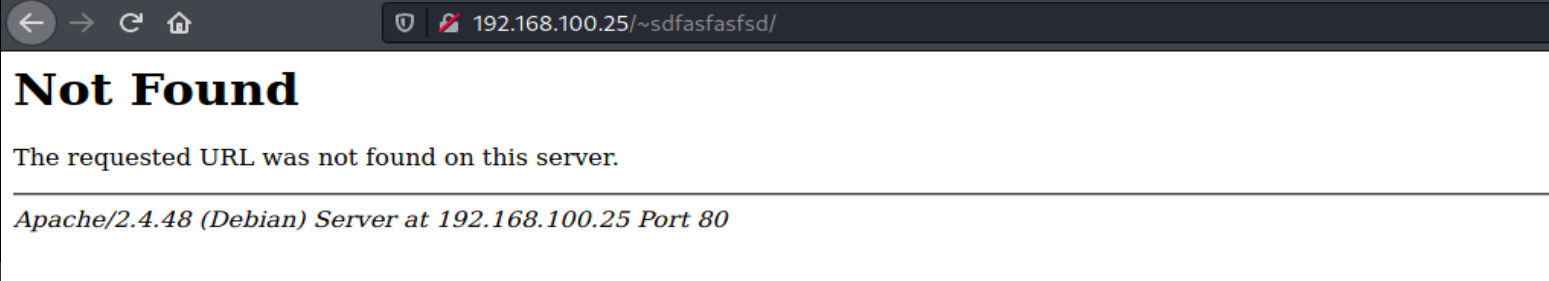 192.168.100.25/~sdfasfasfsd/
Not Found
The requested URL was not found on this server.
Apache/2.4.48 (Debian) Server at 192.168.100.25 Port 80